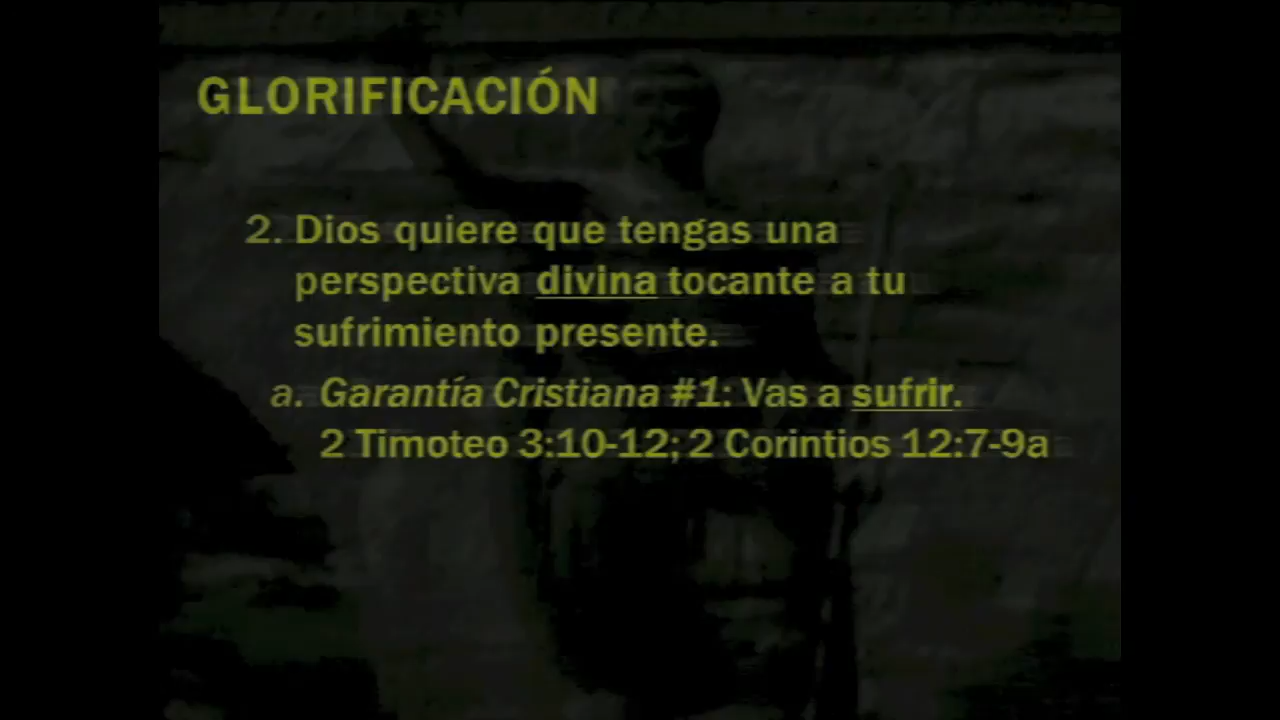 GLORIFICACIÓN
2. Dios quiere que tengas una
perspectiva divina tocante a tu
sufrimiento presente.
a. Garantía Cristiana #1: Vas a sufrir.
2 Timoteo 3:10-12; 2 Corintios 12:7-9a